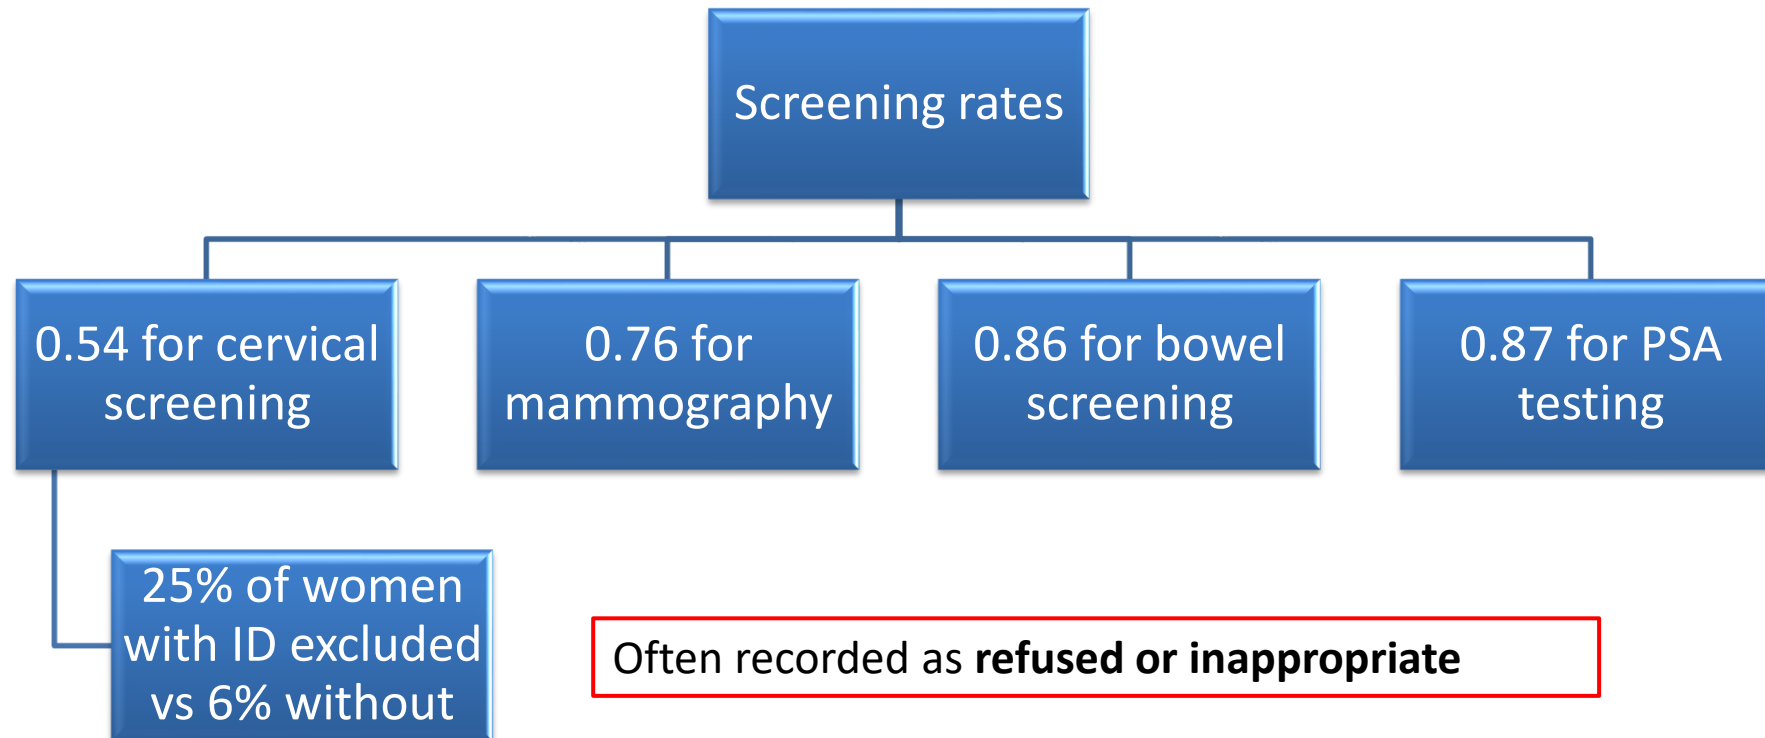 Screening rates
0.54 for cervical
screening
0.76 for
mammography
0.86 for bowel
screening
0.87 for PSA
testing
25% of women
with ID excluded
vs 6% without
Often recorded as refused or inappropriate